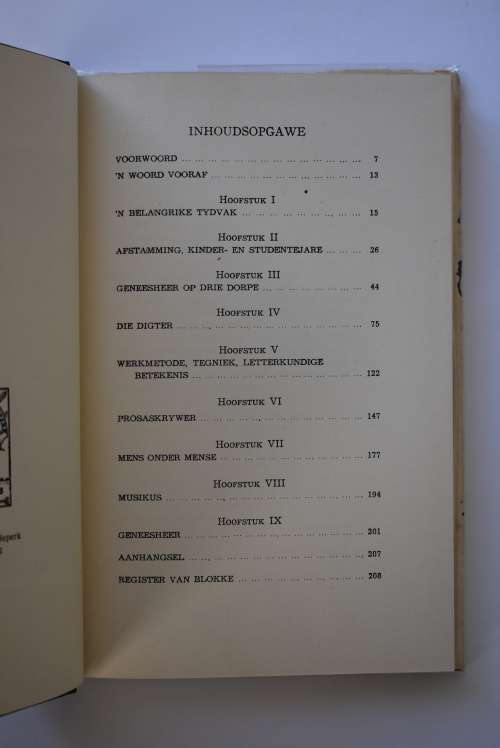 INHOUDSOPGAWE
VOORWOORD ... ... ... ... ... ... ... ... ... ... ... ... ... 7
'N WOORD VOORAF ... ... ... ... ... ... ... ... ... ... ... 13
HOOFSTUK I
'N BELANGRIKE TYDVAK ... ... ... ... ... ... ... ... ... 15
HOOFSTUK II
AFSTAMMING, KINDER- EN STUDENTEJARE ... ... ... 26
HOOFSTUK III
GENEESHEER OP DRIE DORPE ... ... ... ... ... ... ... 44
HOOFSTUK IV
DIE DIGTER ... ... ... ... ... ... ... ... ... ... ... ... ... 75
HOOFSTUK V
WERKMETODE, TEGNIEK, LETTERKUNDIGE
BETEKENIS ... ... ... ... ... ... ... ... ... ... ... ... 122
HOOFSTUK VI
PROSASKRYWER ... ... ... ... ... ... ... ... ... ... ... 147
HOOFSTUK VII
MENS ONDER MENSE ... ... ... ... ... ... ... ... ... ... 177
HOOFSTUK VIII
MUSIKUS ... ... ... ... ... ... ... ... ... ... ... ... ... 194
HOOFSTUK IX
GENEESHEER ... ... ... ... ... ... ... ... ... ... ... ... 201
AANHANGSEL ... ... ... ... ... ... ... ... ... ... ... ... 207
REGISTER VAN BLOKKE ... ... ... ... ... ... ... ... ... 208